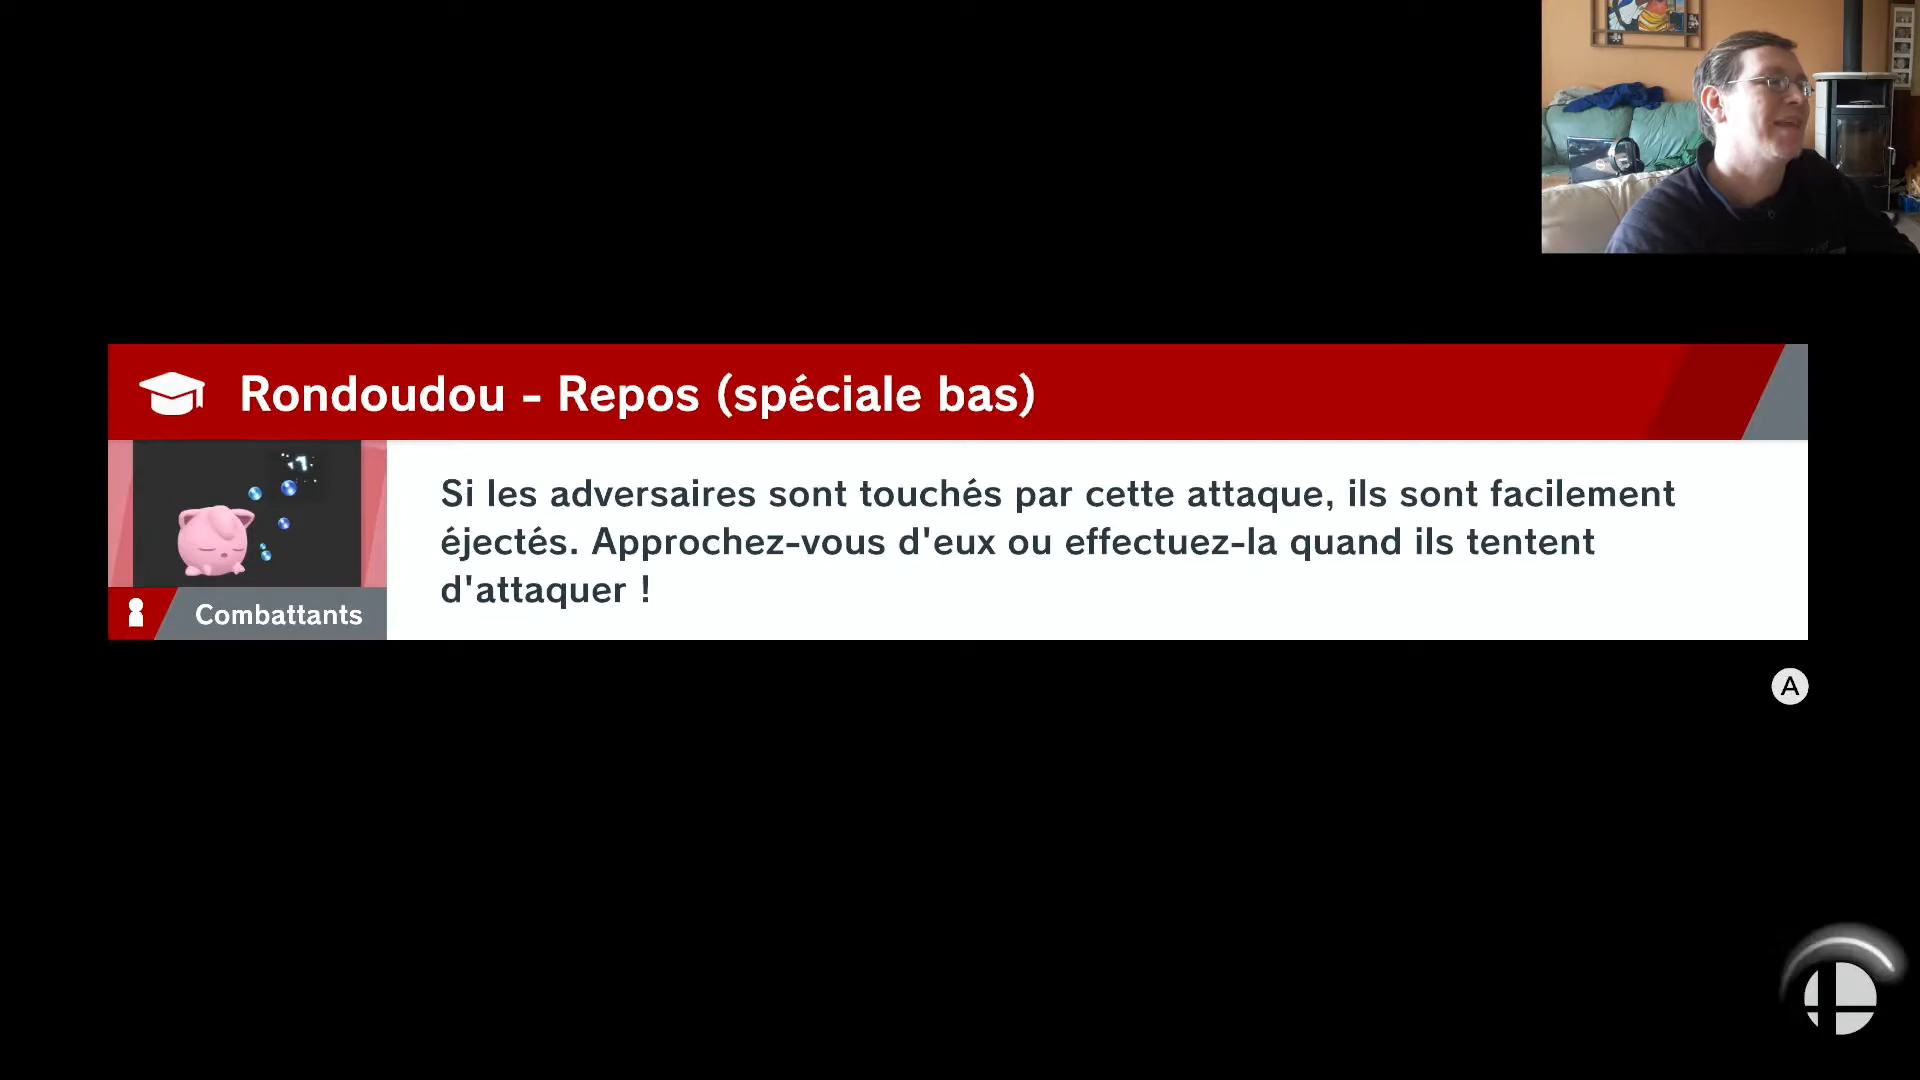 Rondoudou - Repos (spéciale bas)
Si les adversaires sont touchés par cette attaque, ils sont facilement
éjectés. Approchez-vous d'eux ou effectuez-la quand ils tentent
d'attaquer !
Combattants
A